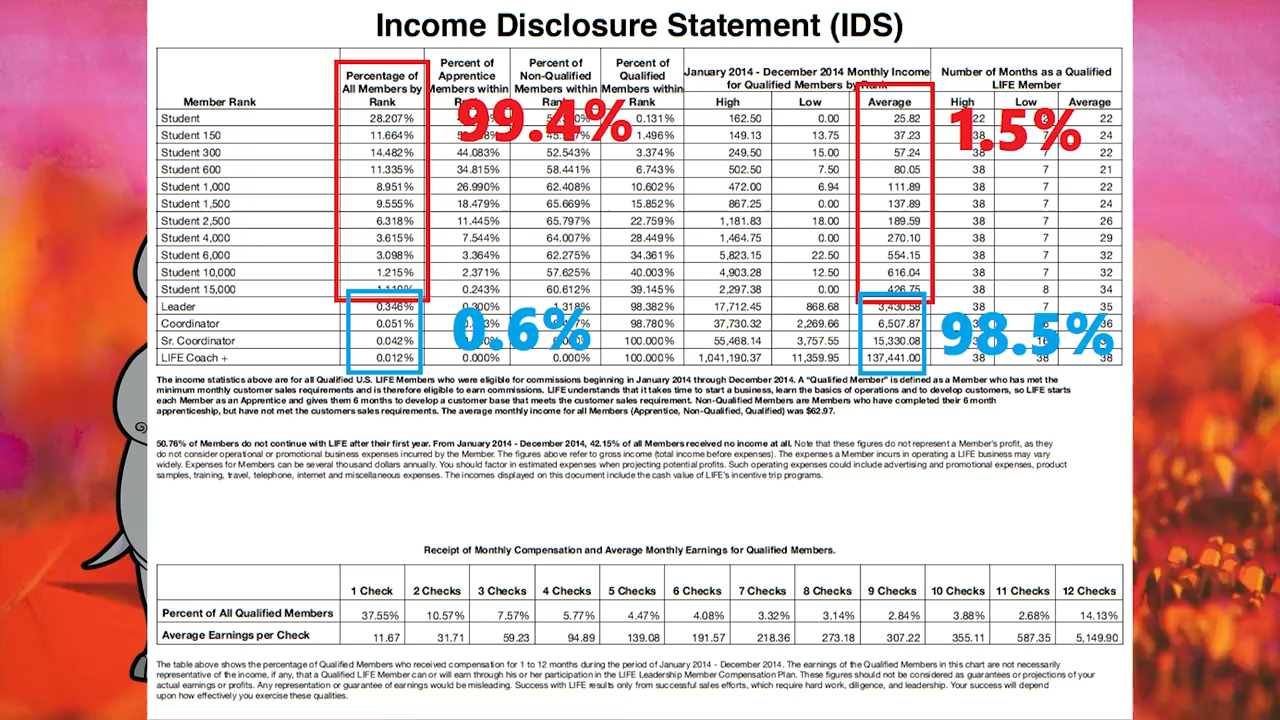 Income Disclosure Statement (IDS)
Member Rank
Percentage of All Members by Rank
Percent of Apprentice Members within
Percent of Non-Qualified Members within
Percent of Qualified Members within Rank
January 2014 - December 2014 Monthly Income for Qualified Members by Rank
Number of Months as a Qualified LIFE Member
High Low Average High Low Average
99.4%
1.5%
Student 28.207% 0.131% 162.50 0.00 25.82 22 22
Student 150 11.664% 1.496% 149.13 13.75 37.23 38 7 24
Student 300 14.482% 44.083% 52.543% 3.374% 249.50 15.00 57.24 38 7 22
Student 600 11.335% 34.815% 58.441% 6.743% 502.50 7.50 80.05 38 7 21
Student 1,000 8.951% 26.990% 62.408% 10.602% 472.00 6.94 111.89 38 7 22
Student 1,500 9.555% 18.479% 65.669% 15.852% 867.25 0.00 137.89 38 7 22
Student 2,500 6.318% 11.445% 65.797% 22.759% 1,181.83 18.00 189.59 38 7 26
Student 4,000 3.615% 7.544% 64.007% 28.449% 1,464.75 0.00 270.10 38 7 29
Student 6,000 3.098% 3.364% 62.275% 34.361% 5,823.15 22.50 554.15 38 7 32
Student 10,000 1.215% 2.371% 57.625% 40.003% 4,903.28 12.50 616.04 38 7 32
Student 15,000 0.243% 60.612% 39.145% 2,297.38 0.00 426.75 38 8 34
Leader 0.346% 0.300% 1.318% 98.382% 17,712.45 868.68 3,430.58 38 7 35
Coordinator 0.051% 98.780% 37,730.32 2,269.66 6,507.87 36
Sr. Coordinator 0.042% 100.000% 55,468.14 3,757.55 15,330.08
LIFE Coach + 0.012% 0.000% 0.000% 100.000% 1,041,190.37 11,359.95 137,441.00 38 38 38
0.6%
98.5%
The income statistics above are for all Qualified U.S. LIFE Members who were eligible for commissions beginning in January 2014 through December 2014. A “Qualified Member” is defined as a Member who has met the
minimum monthly customer sales requirements and is therefore eligible to earn commissions. LIFE understands that it takes time to start a business, learn the basics of operations and to develop customers, so LIFE starts
each Member as an Apprentice and gives them 6 months to develop a customer base that meets the customer sales requirement. Non-Qualified Members are Members who have completed their 6 month
apprenticeship, but have not met the customers sales requirements. The average monthly income for all Members (Apprentice, Non-Qualified, Qualified) was $62.97.
50.76% of Members do not continue with LIFE after their first year. From January 2014 - December 2014, 42.15% of all Members received no income at all. Note that these figures do not represent a Member's profit, as they
do not consider operational or promotional business expenses incurred by the Member. The figures above refer to gross income (total income before expenses). The expenses a Member incurs in operating a LIFE business may vary
widely. Expenses for Members can be several thousand dollars annually. You should factor in estimated expenses when projecting potential profits. Such operating expenses could include advertising and promotional expenses, product
samples, training, travel, telephone, internet and miscellaneous expenses. The incomes displayed on this document include the cash value of LIFE's incentive trip programs.
Receipt of Monthly Compensation and Average Monthly Earnings for Qualified Members.
1 Check 2 Checks 3 Checks 4 Checks 5 Checks 6 Checks 7 Checks 8 Checks 9 Checks 10 Checks 11 Checks 12 Checks
Percent of All Qualified Members 37.55% 10.57% 7.57% 5.77% 4.47% 4.08% 3.32% 3.14% 2.84% 3.88% 2.68% 14.13%
Average Earnings per Check 11.67 31.71 59.23 94.89 139.08 191.57 218.36 273.18 307.22 355.11 587.35 5,149.90
The table above shows the percentage of Qualified Members who received compensation for 1 to 12 months during the period of January 2014 - December 2014. The earnings of the Qualified Members in this chart are not necessarily
representative of the income, if any, that a Qualified LIFE Member can or will earn through his or her participation in the LIFE Leadership Member Compensation Plan. These figures should not be considered as guarantees or projections of your
actual earnings or profits. Any representation or guarantee of earnings would be misleading. Success with LIFE results only from successful sales efforts, which require hard work, diligence, and leadership. Your success will depend
upon how effectively you exercise these qualities.